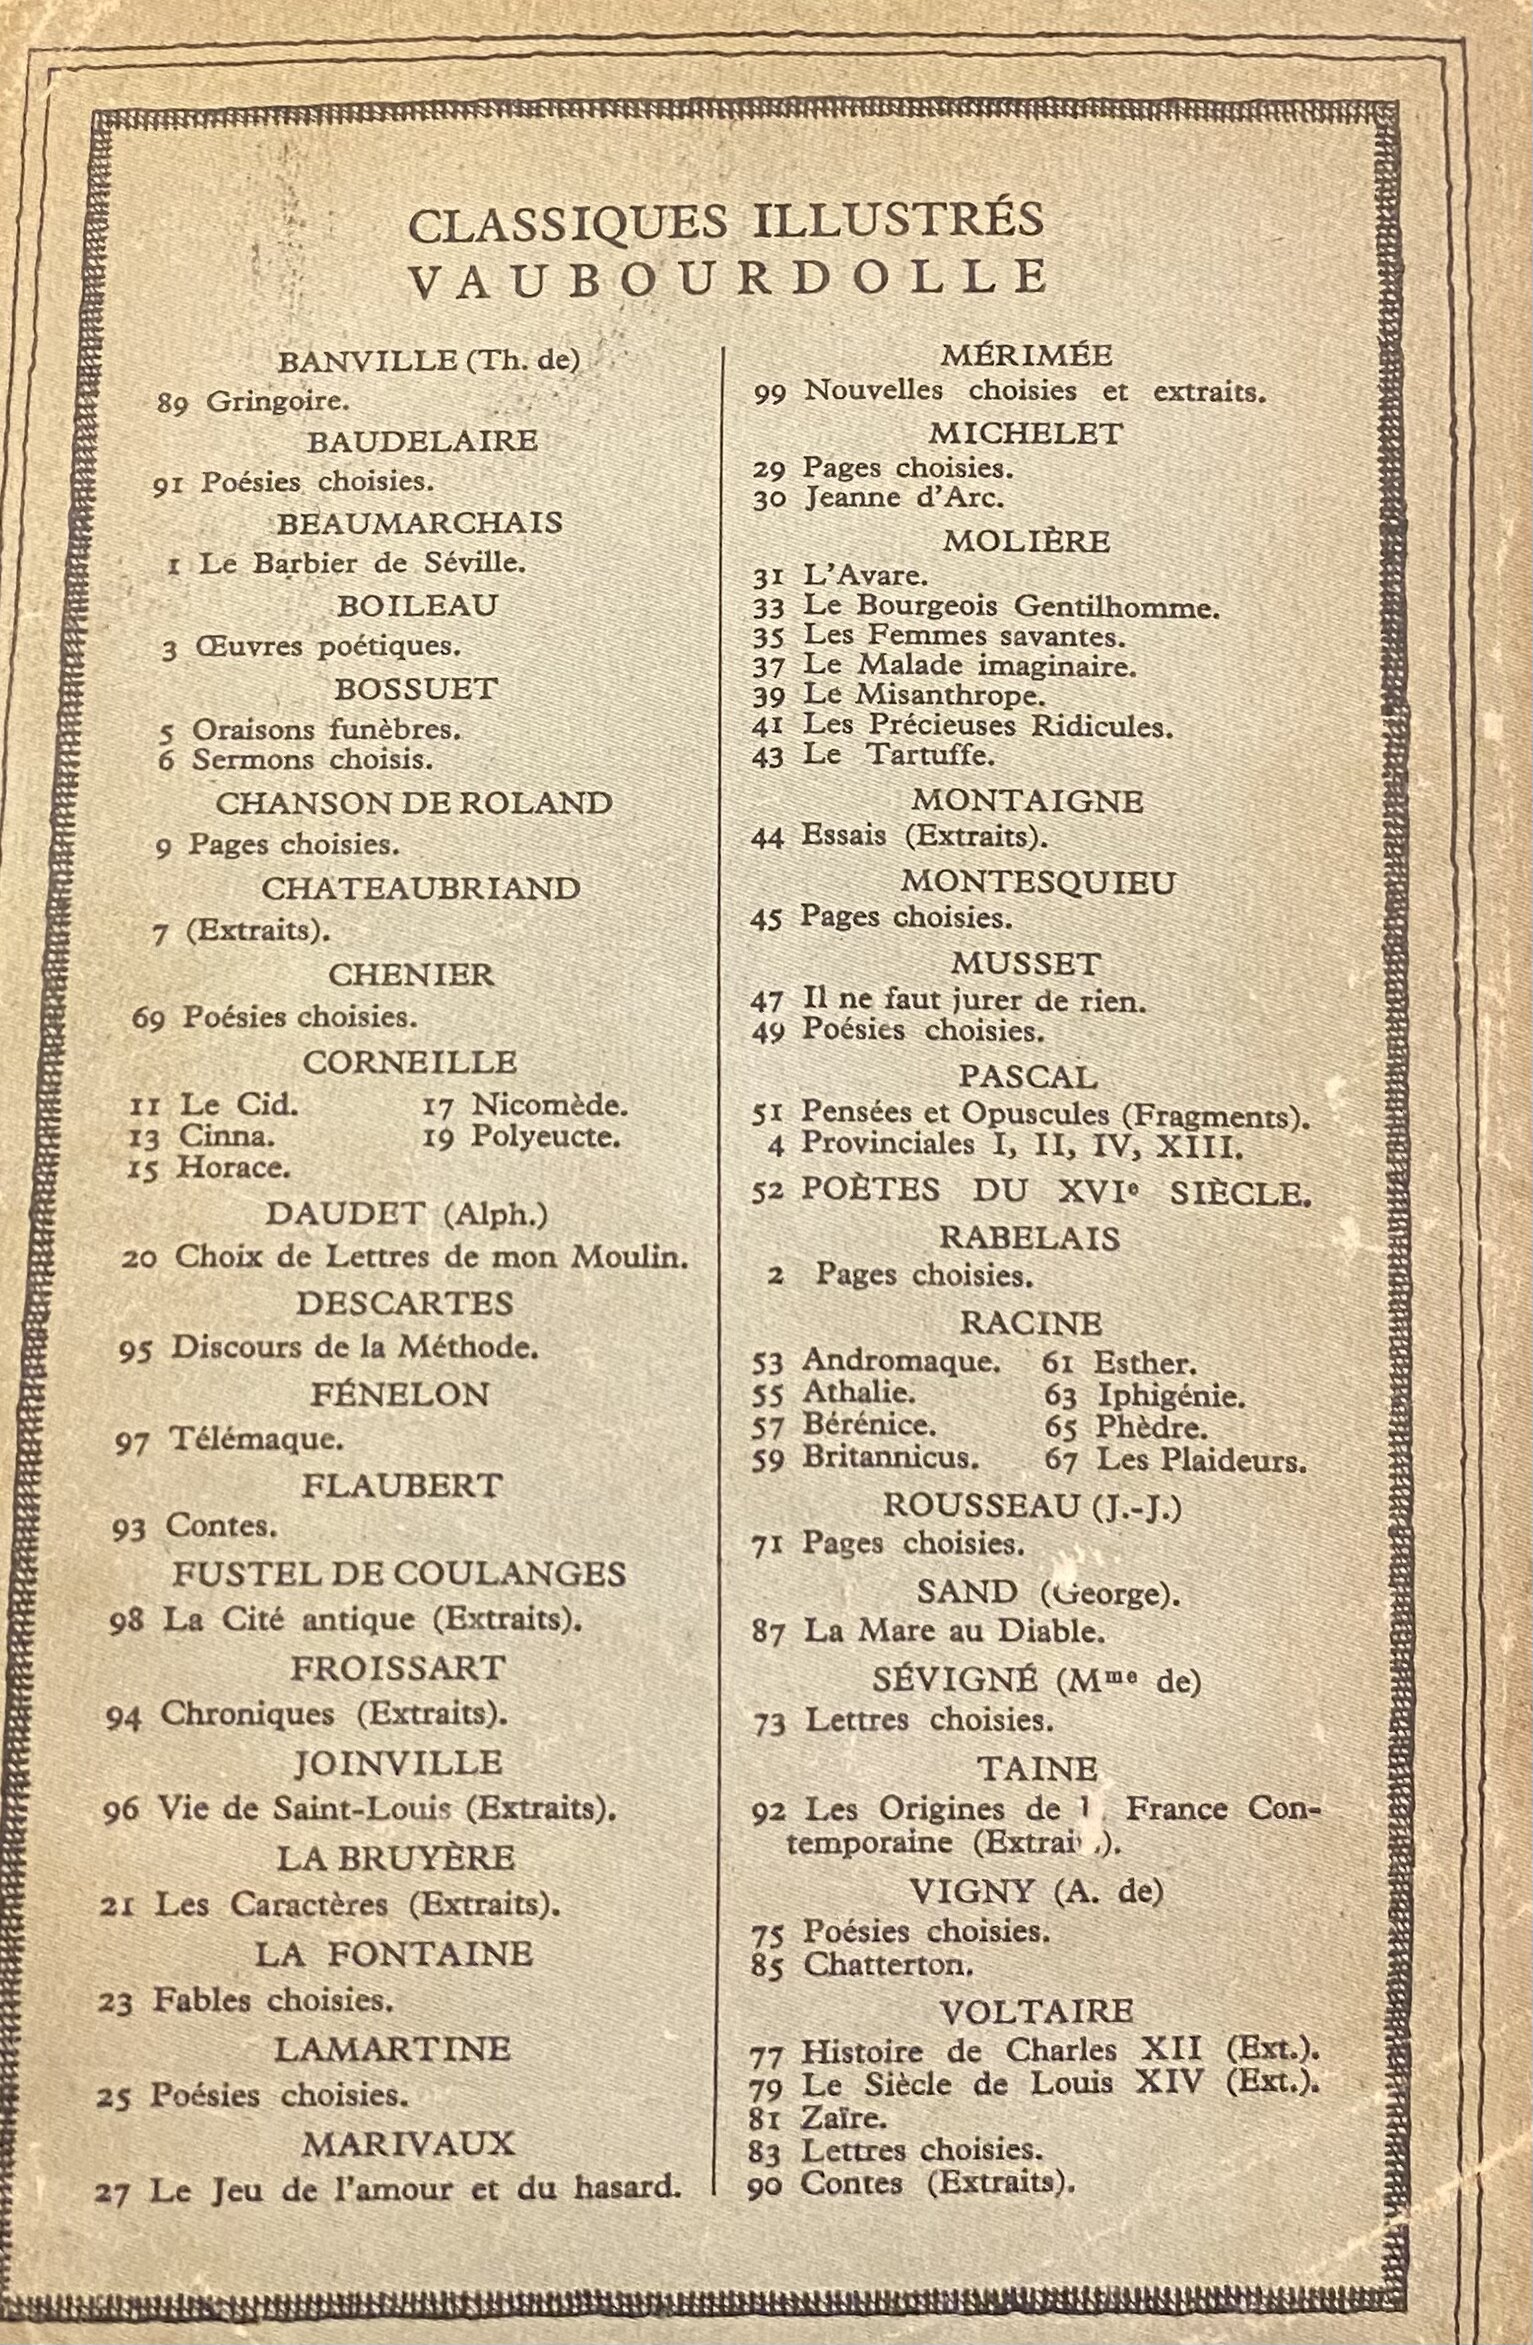 CLASSIQUES ILLUSTRÉS
VAUBOURDOLLE
BANVILLE (Th. de)
89 Gringoire.
BAUDELAIRE
91 Poésies choisies.
BEAUMARCHAIS
1 Le Barbier de Séville.
BOILEAU
3 Œuvres poétiques.
BOSSUET
5 Oraisons funèbres.
6 Sermons choisis.
CHANSON DE ROLAND
9 Pages choisies.
CHATEAUBRIAND
7 (Extraits).
CHENIER
69 Poésies choisies.
CORNEILLE
11 Le Cid. 17 Nicomède.
13 Cinna. 19 Polyeucte.
15 Horace.
DAUDET (Alph.)
20 Choix de Lettres de mon Moulin.
DESCARTES
95 Discours de la Méthode.
FÉNELON
97 Télémaque.
FLAUBERT
93 Contes.
FUSTEL DE COULANGES
98 La Cité antique (Extraits).
FROISSART
94 Chroniques (Extraits).
JOINVILLE
96 Vie de Saint-Louis (Extraits).
LA BRUYÈRE
21 Les Caractères (Extraits).
LA FONTAINE
23 Fables choisies.
LAMARTINE
25 Poésies choisies.
MARIVAUX
27 Le Jeu de l'amour et du hasard.
MÉRIMÉE
99 Nouvelles choisies et extraits.
MICHELET
29 Pages choisies.
30 Jeanne d'Arc.
MOLIÈRE
31 L'Avare.
33 Le Bourgeois Gentilhomme.
35 Les Femmes savantes.
37 Le Malade imaginaire.
39 Le Misanthrope.
41 Les Précieuses Ridicules.
43 Le Tartuffe.
MONTAIGNE
44 Essais (Extraits).
MONTESQUIEU
45 Pages choisies.
MUSSET
47 Il ne faut jurer de rien.
49 Poésies choisies.
PASCAL
51 Pensées et Opuscules (Fragments).
4 Provinciales I, II, IV, XIII.
52 POÈTES DU XVIe SIÈCLE.
RABELAIS
2 Pages choisies.
RACINE
53 Andromaque. 61 Esther.
55 Athalie. 63 Iphigénie.
57 Bérénice. 65 Phèdre.
59 Britannicus. 67 Les Plaideurs.
ROUSSEAU (J.-J.)
71 Pages choisies.
SAND (George).
87 La Mare au Diable.
SÉVIGNÉ (Mme de)
73 Lettres choisies.
TAINE
92 Les Origines de France Con-
temporaine (Extraits).
VIGNY (A. de)
75 Poésies choisies.
85 Chatterton.
VOLTAIRE
77 Histoire de Charles XII (Ext.).
79 Le Siècle de Louis XIV (Ext.).
81 Zaïre.
83 Lettres choisies.
90 Contes (Extraits).